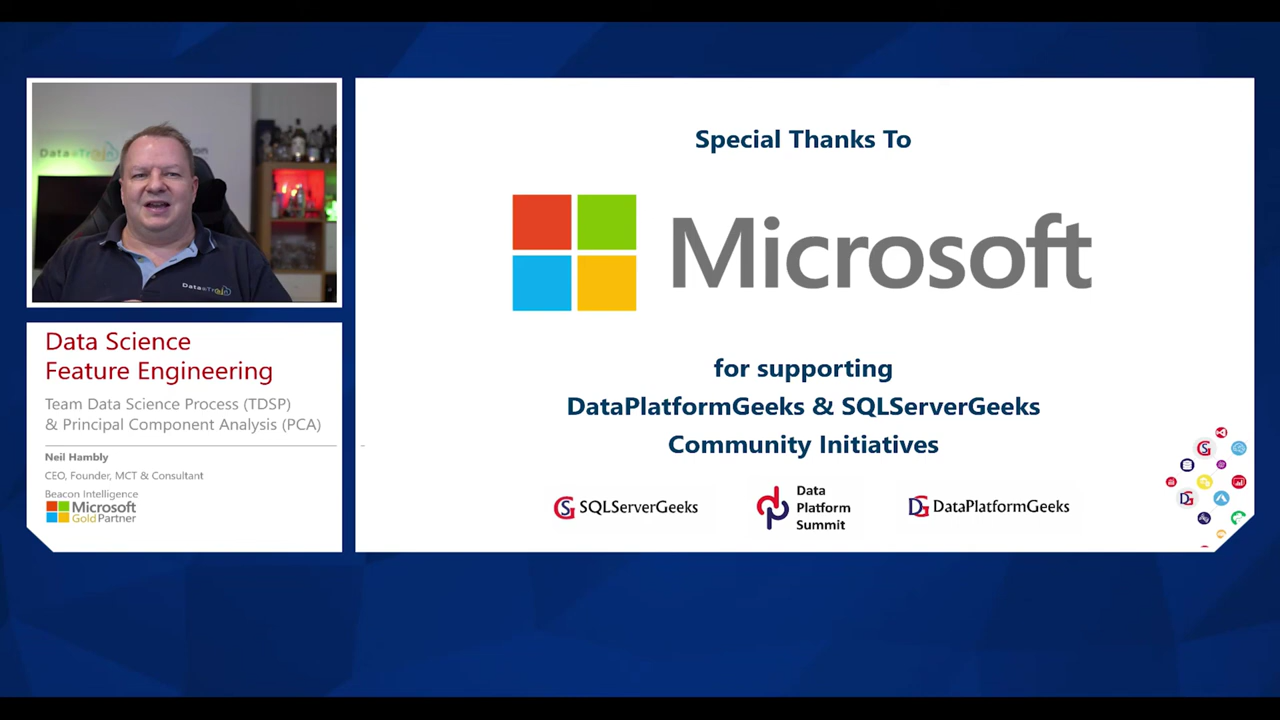 Special Thanks To
Microsoft
for supporting
DataPlatformGeeks & SQLServerGeeks
Community Initiatives
SQLServerGeeks
Data
Platform
Summit
DataPlatformGeeks
Data Science
Feature Engineering
Team Data Science Process (TDSP)
& Principal Component Analysis (PCA)
Neil Hambly
CEO, Founder, MCT & Consultant
Beacon Intelligence
Microsoft
Gold Partner